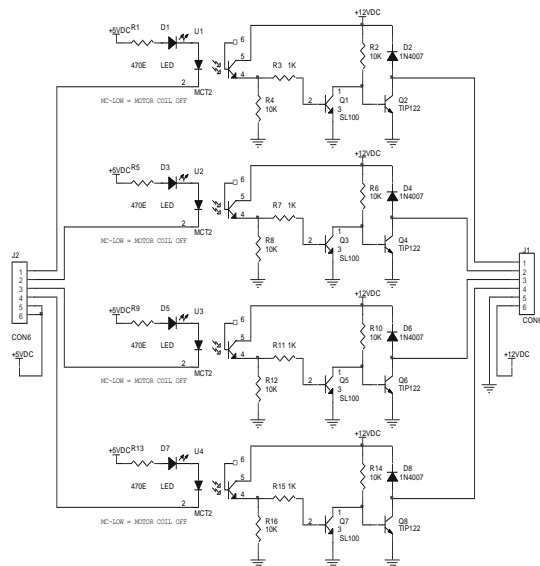 +12VDC
+5VDC R1 D1 U1
6
5
4
R3 1K
R2
10K
D2
1N4007
470E LED
2
MCT2
MC-LOW = MOTOR COIL OFF
R4
10K
2
1
Q1
3
SL100
Q2
TIP122
+12VDC
+5VDC R5 D3 U2
6
5
4
R7 1K
R6
10K
D4
1N4007
470E LED
2
MCT2
MC-LOW = MOTOR COIL OFF
R8
10K
2
1
Q3
3
SL100
Q4
TIP122
J2
1
2
3
4
5
6
CON6
+5VDC
J1
1
2
3
4
5
6
CON6
+12VDC
+12VDC
+5VDC R9 D5 U3
6
5
4
R11 1K
R10
10K
D6
1N4007
470E LED
2
MCT2
MC-LOW = MOTOR COIL OFF
R12
10K
2
1
Q5
3
SL100
Q6
TIP122
+12VDC
+5VDC R13 D7 U4
6
5
4
R15 1K
R14
10K
D8
1N4007
470E LED
2
MCT2
MC-LOW = MOTOR COIL OFF
R16
10K
2
1
Q7
3
SL100
Q8
TIP122